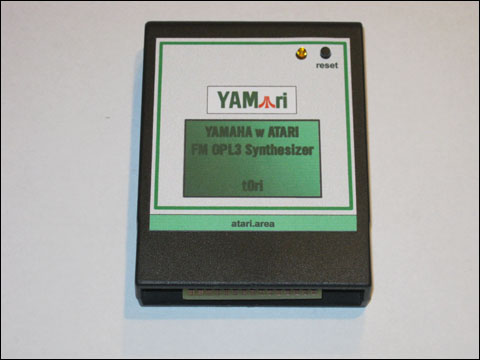 reset
YAMari
YAMAHA w ATARI
FM OPL3 Synthesizer
t0ri
atari.area